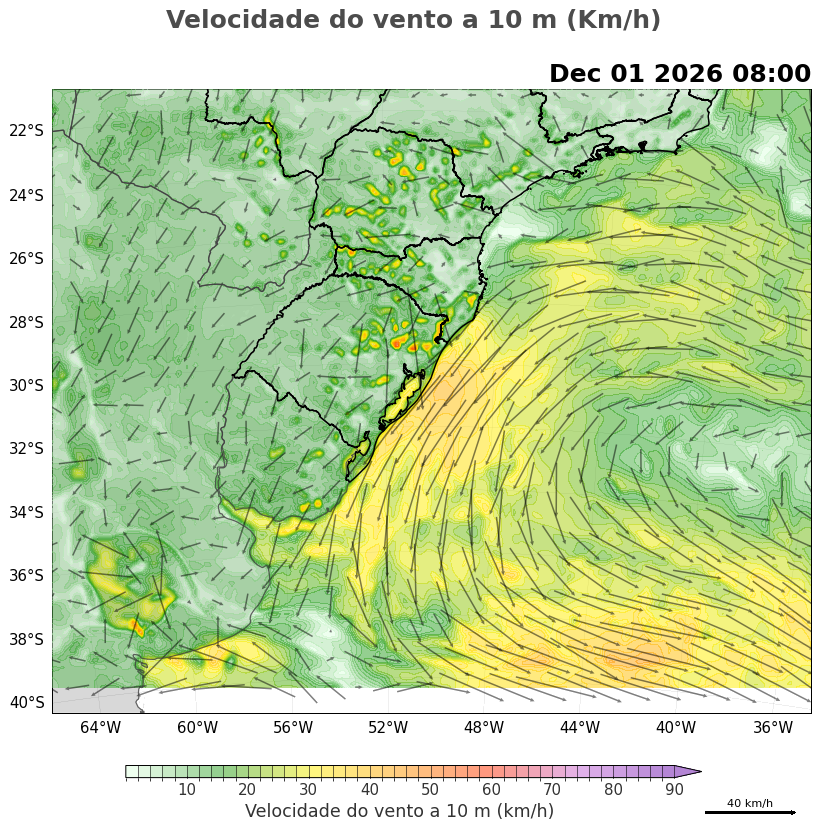 Velocidade do vento a 10 m (Km/h)
Dec 01 2026 08:00
22°S
24°S
26°S
28°S
30°S
32°S
34°S
36°S
38°S
40°S
64°W 60°W 56°W 52°W 48°W 44°W 40°W 36°W
10 20 30 40 50 60 70 80 90
Velocidade do vento a 10 m (km/h)
40 km/h